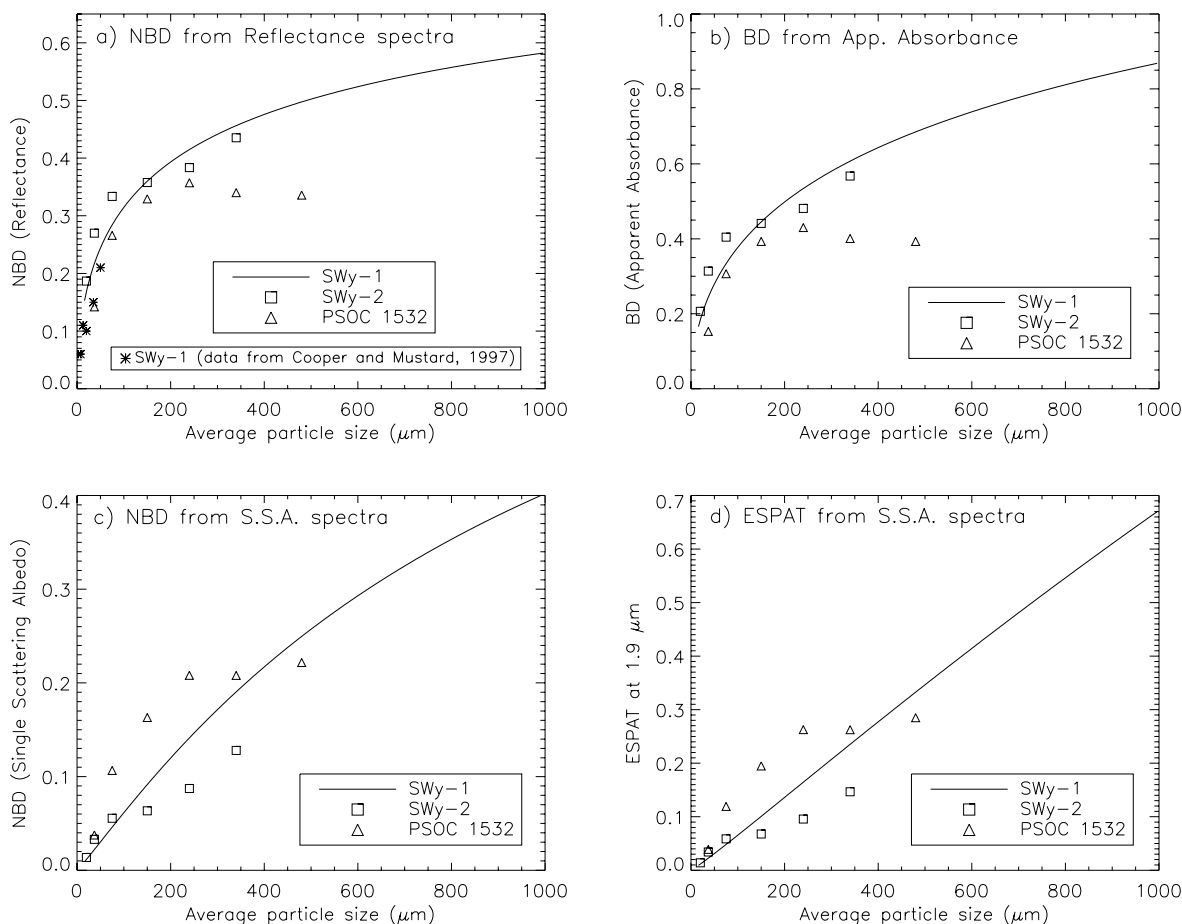 a) NBD from Reflectance spectra
0.6
0.5
0.4
0.3
0.2
0.1
0.0
NBD (Reflectance)
SWy-1
SWy-2
PSOC 1532
SWy-1 (data from Cooper and Mustard, 1997)
0 200 400 600 800 1000
Average particle size (μm)
b) BD from App. Absorbance
1.0
0.8
0.6
0.4
0.2
0.0
BD (Apparent Absorbance)
SWy-1
SWy-2
PSOC 1532
0 200 400 600 800 1000
Average particle size (μm)
c) NBD from S.S.A. spectra
0.4
0.3
0.2
0.1
0.0
NBD (Single Scattering Albedo)
SWy-1
SWy-2
PSOC 1532
0 200 400 600 800 1000
Average particle size (μm)
d) ESPAT from S.S.A. spectra
0.7
0.6
0.5
0.4
0.3
0.2
0.1
0.0
ESPAT at 1.9 μm
SWy-1
SWy-2
PSOC 1532
0 200 400 600 800 1000
Average particle size (μm)